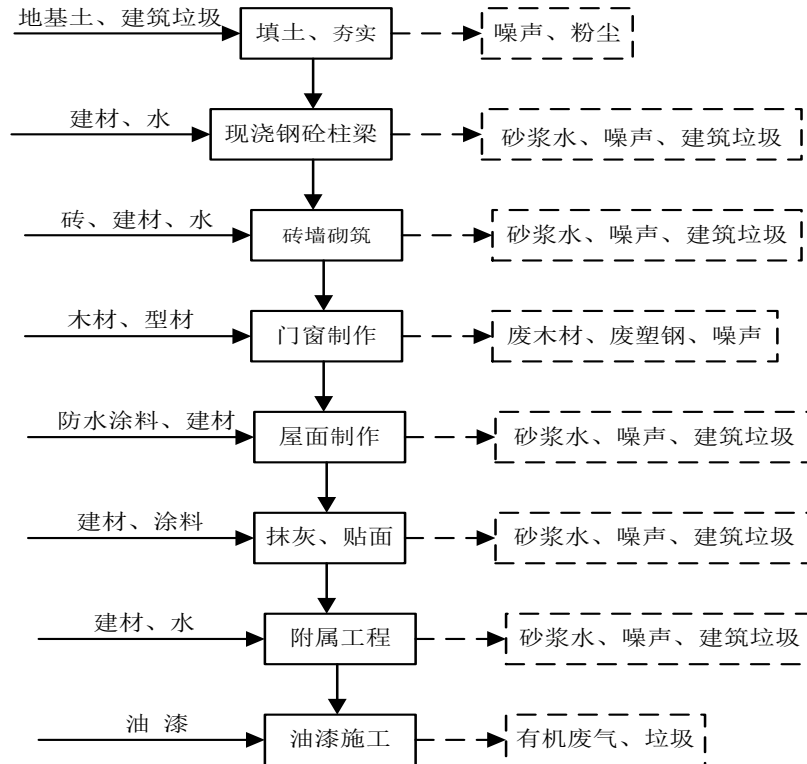 地基土、建筑垃圾
填土、夯实
噪声、粉尘
建材、水
现浇钢砼柱梁
砂浆水、噪声、建筑垃圾
砖、建材、水
砖墙砌筑
砂浆水、噪声、建筑垃圾
木材、型材
门窗制作
废木材、废塑钢、噪声
防水涂料、建材
屋面制作
砂浆水、噪声、建筑垃圾
建材、涂料
抹灰、贴面
砂浆水、噪声、建筑垃圾
建材、水
附属工程
砂浆水、噪声、建筑垃圾
油 漆
油漆施工
有机废气、垃圾